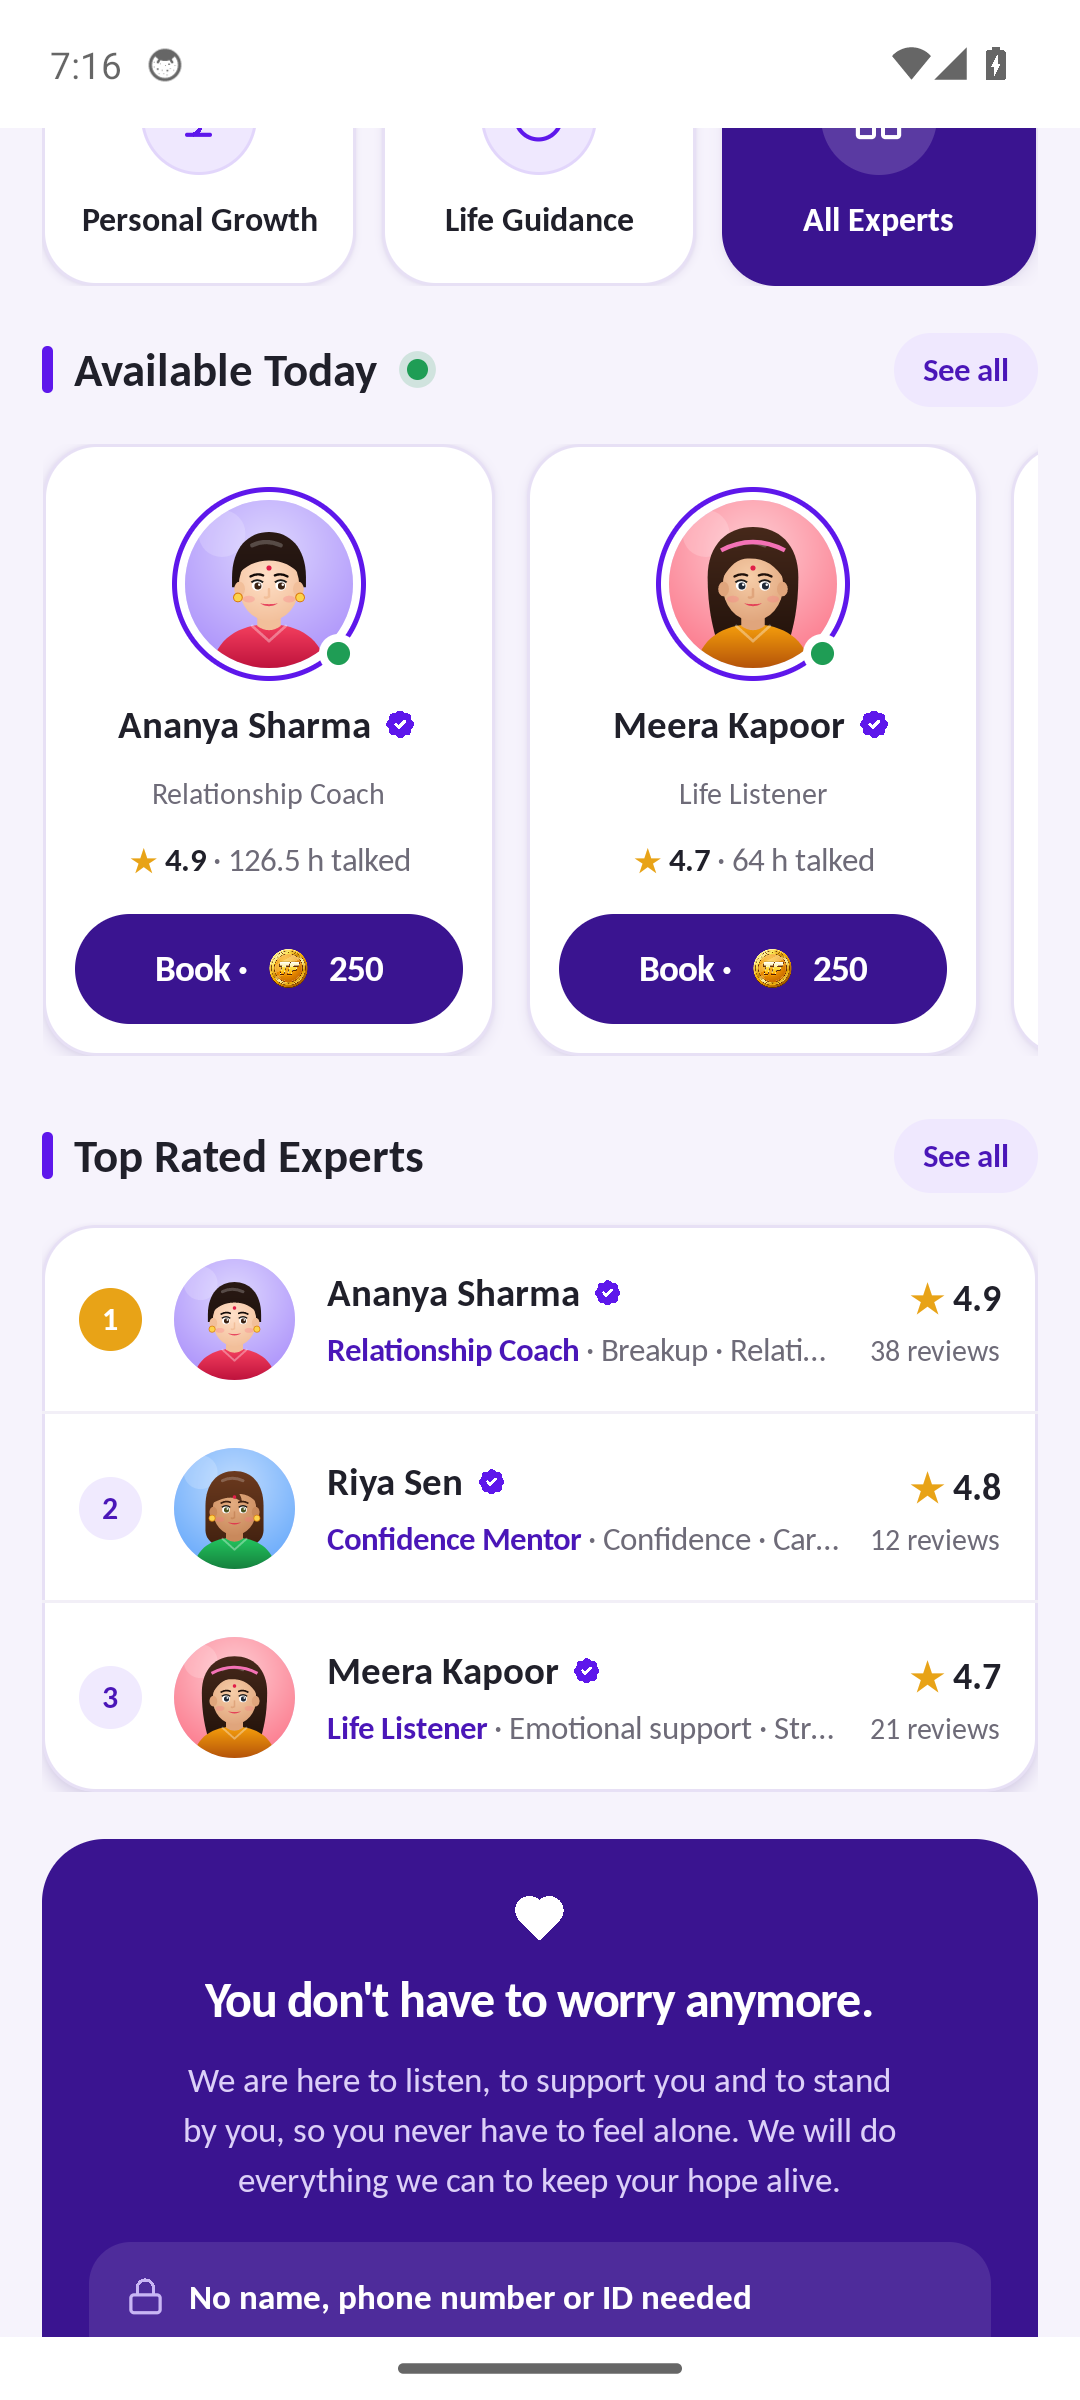 7:16
Personal Growth
Life Guidance
All Experts
Available Today
See all
Ananya Sharma
Relationship Coach
★ 4.9 · 126.5 h talked
Book · 250
Meera Kapoor
Life Listener
★ 4.7 · 64 h talked
Book · 250
Top Rated Experts
See all
1
Ananya Sharma
★ 4.9
Relationship Coach · Breakup · Relati...
38 reviews
2
Riya Sen
★ 4.8
Confidence Mentor · Confidence · Car...
12 reviews
3
Meera Kapoor
★ 4.7
Life Listener · Emotional support · Str...
21 reviews
You don't have to worry anymore.
We are here to listen, to support you and to stand
by you, so you never have to feel alone. We will do
everything we can to keep your hope alive.
No name, phone number or ID needed